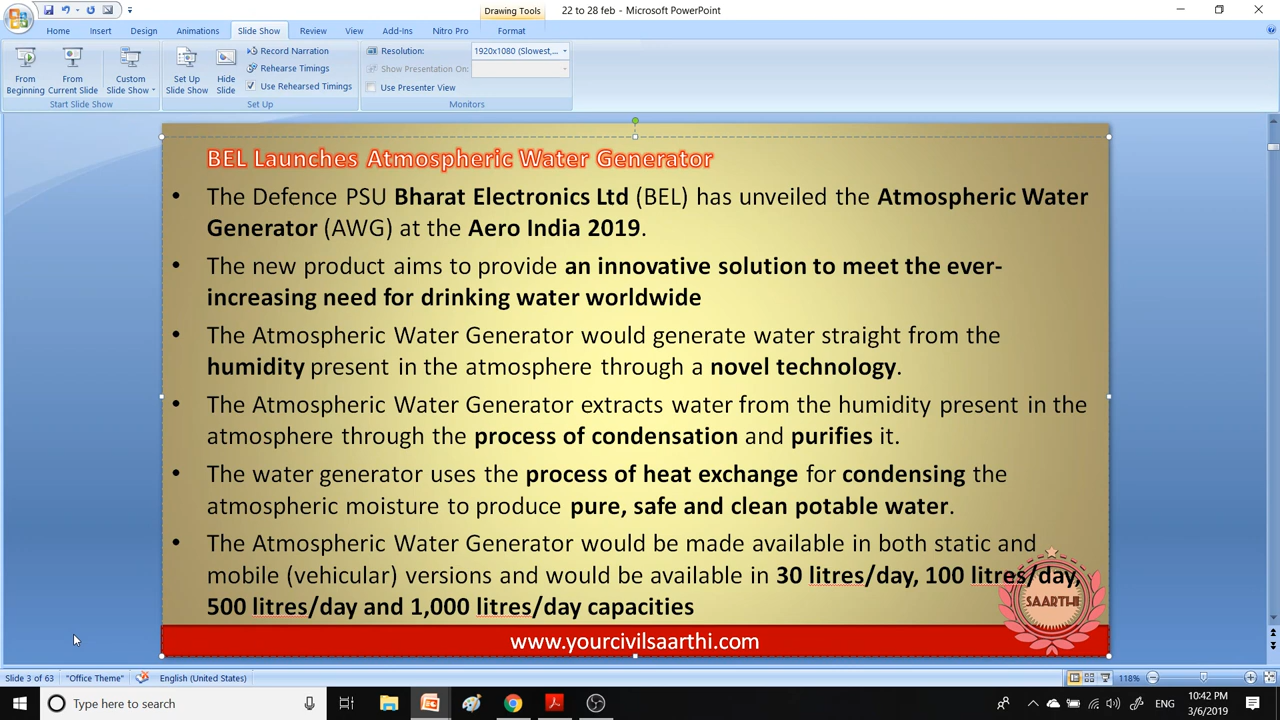 Drawing Tools
22 to 28 feb - Microsoft PowerPoint
Home Insert Design Animations Slide Show Review View Add-Ins Nitro Pro Format
From Beginning
From Current Slide
Custom Slide Show
Start Slide Show
Set Up Slide Show
Hide Slide
Record Narration
Rehearse Timings
Use Rehearsed Timings
Set Up
Resolution: 1920x1080 (Slowest,...
Show Presentation On:
Use Presenter View
Monitors
BEL Launches Atmospheric Water Generator
• The Defence PSU Bharat Electronics Ltd (BEL) has unveiled the Atmospheric Water
Generator (AWG) at the Aero India 2019.
• The new product aims to provide an innovative solution to meet the ever-
increasing need for drinking water worldwide
• The Atmospheric Water Generator would generate water straight from the
humidity present in the atmosphere through a novel technology.
• The Atmospheric Water Generator extracts water from the humidity present in the
atmosphere through the process of condensation and purifies it.
• The water generator uses the process of heat exchange for condensing the
atmospheric moisture to produce pure, safe and clean potable water.
• The Atmospheric Water Generator would be made available in both static and
mobile (vehicular) versions and would be available in 30 litres/day, 100 litres/day,
500 litres/day and 1,000 litres/day capacities
SAARTHI
www.yourcivilsaarthi.com
Slide 3 of 63 "Office Theme" English (United States) 118%
Type here to search
ENG
10:42 PM
3/6/2019